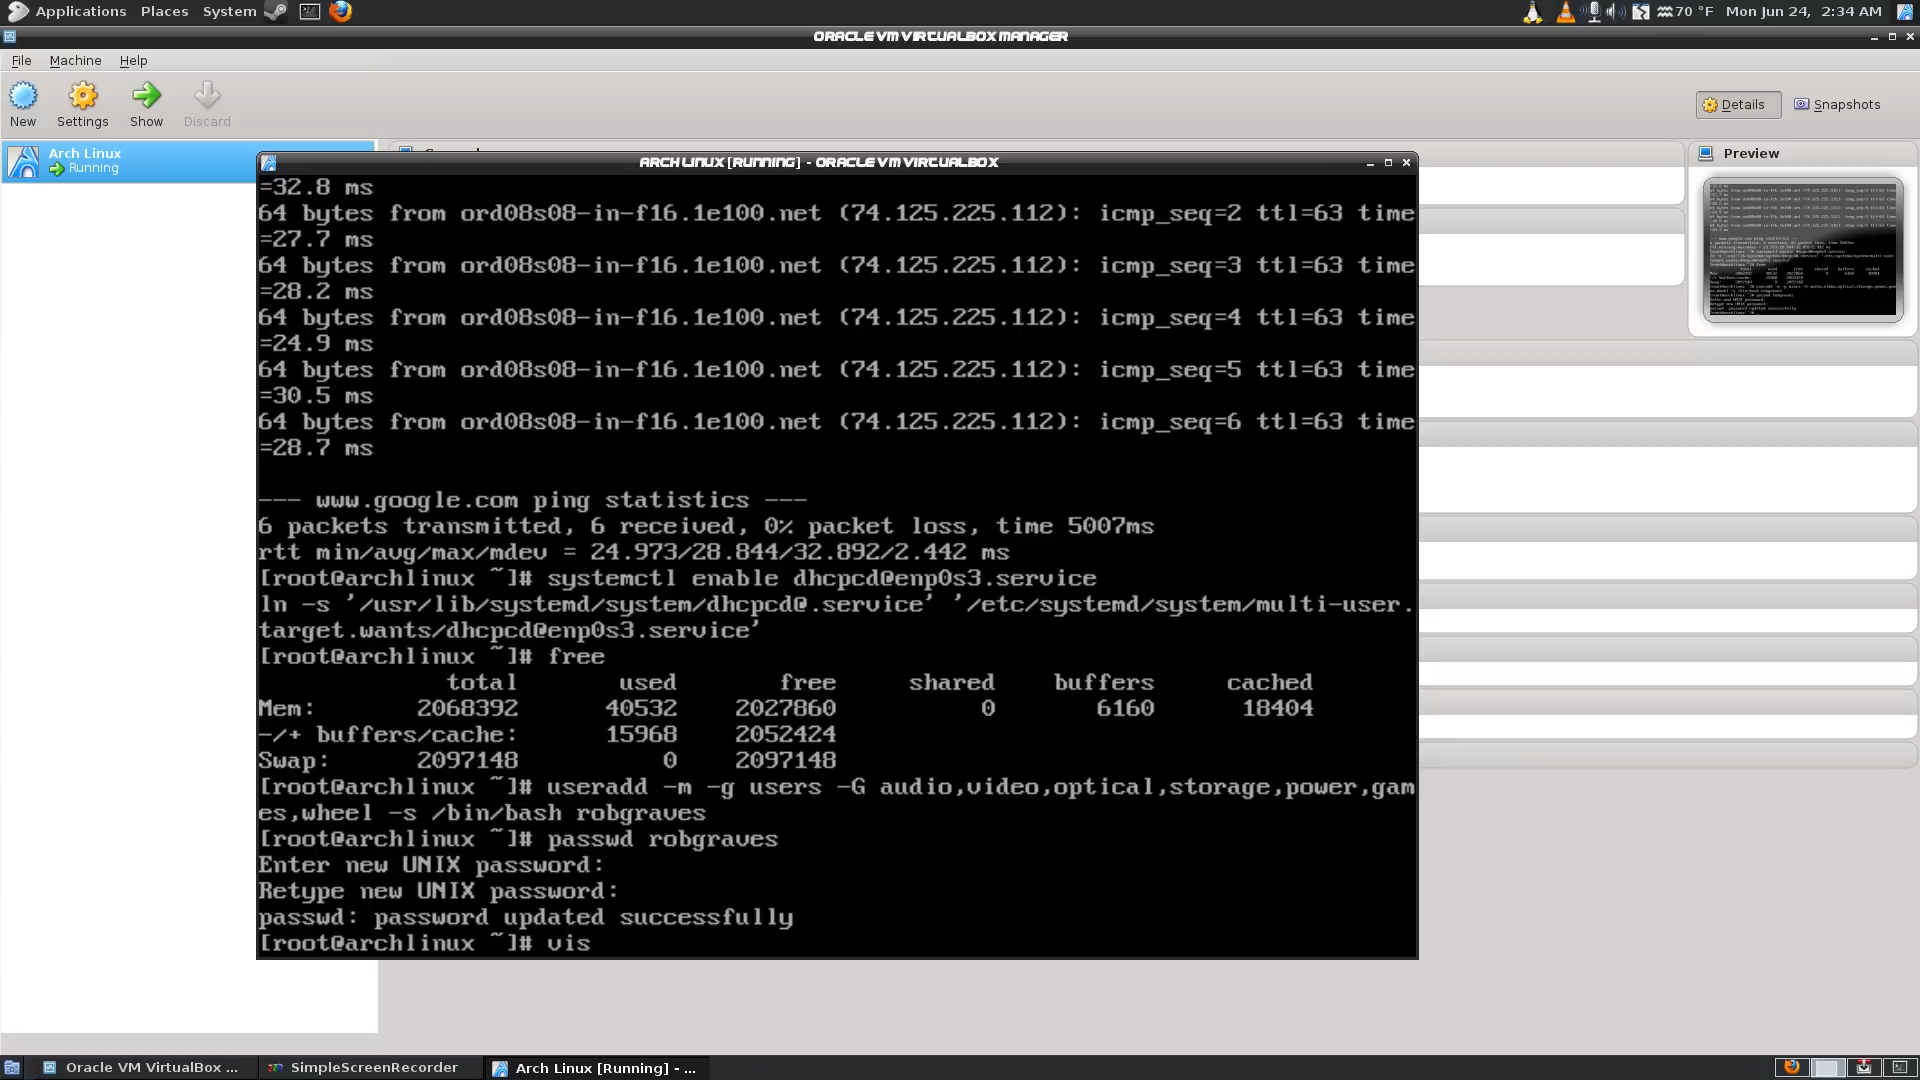 Applications Places System 70 °F Mon Jun 24, 2:34 AM
ORACLE VM VIRTUALBOX MANAGER
File Machine Help
New Settings Show Discard Details Snapshots
Arch Linux
Running
Preview
ARCH LINUX [RUNNING] - ORACLE VM VIRTUALBOX
=32.8 ms
64 bytes from ord08s08-in-f16.1e100.net (74.125.225.112): icmp_seq=2 ttl=63 time
=27.7 ms
64 bytes from ord08s08-in-f16.1e100.net (74.125.225.112): icmp_seq=3 ttl=63 time
=28.2 ms
64 bytes from ord08s08-in-f16.1e100.net (74.125.225.112): icmp_seq=4 ttl=63 time
=24.9 ms
64 bytes from ord08s08-in-f16.1e100.net (74.125.225.112): icmp_seq=5 ttl=63 time
=30.5 ms
64 bytes from ord08s08-in-f16.1e100.net (74.125.225.112): icmp_seq=6 ttl=63 time
=28.7 ms
--- www.google.com ping statistics ---
6 packets transmitted, 6 received, 0% packet loss, time 5007ms
rtt min/avg/max/mdev = 24.973/28.844/32.892/2.442 ms
[root@archlinux ~]# systemctl enable dhcpcd@enp0s3.service
ln -s '/usr/lib/systemd/system/dhcpcd@.service' '/etc/systemd/system/multi-user.
target.wants/dhcpcd@enp0s3.service'
[root@archlinux ~]# free
total used free shared buffers cached
Mem: 2068392 40532 2027860 0 6160 18404
-/+ buffers/cache: 15968 2052424
Swap: 2097148 0 2097148
[root@archlinux ~]# useradd -m -g users -G audio,video,optical,storage,power,gam
es,wheel -s /bin/bash robgraves
[root@archlinux ~]# passwd robgraves
Enter new UNIX password:
Retype new UNIX password:
passwd: password updated successfully
[root@archlinux ~]# vis
Oracle VM VirtualBox ... SimpleScreenRecorder Arch Linux [Running] - ...